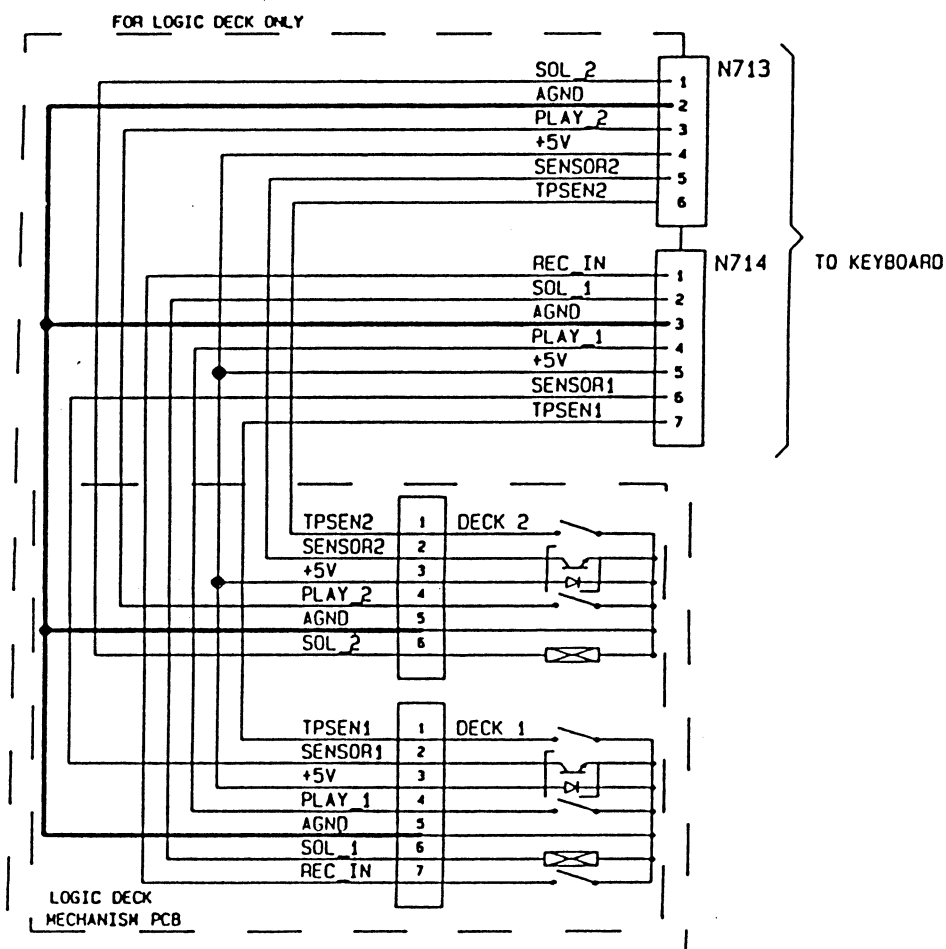 FOR LOGIC DECK ONLY
SOL_2 1 N713
AGND 2
PLAY_2 3
+5V 4
SENSOR2 5
TPSEN2 6
TO KEYBOARD
REC_IN 1 N714
SOL_1 2
AGND 3
PLAY_1 4
+5V 5
SENSOR1 6
TPSEN1 7
TPSEN2 1 DECK 2
SENSOR2 2
+5V 3
PLAY_2 4
AGND 5
SOL_2 6
TPSEN1 1 DECK 1
SENSOR1 2
+5V 3
PLAY_1 4
AGND 5
SOL_1 6
REC_IN 7
LOGIC DECK
MECHANISM PCB